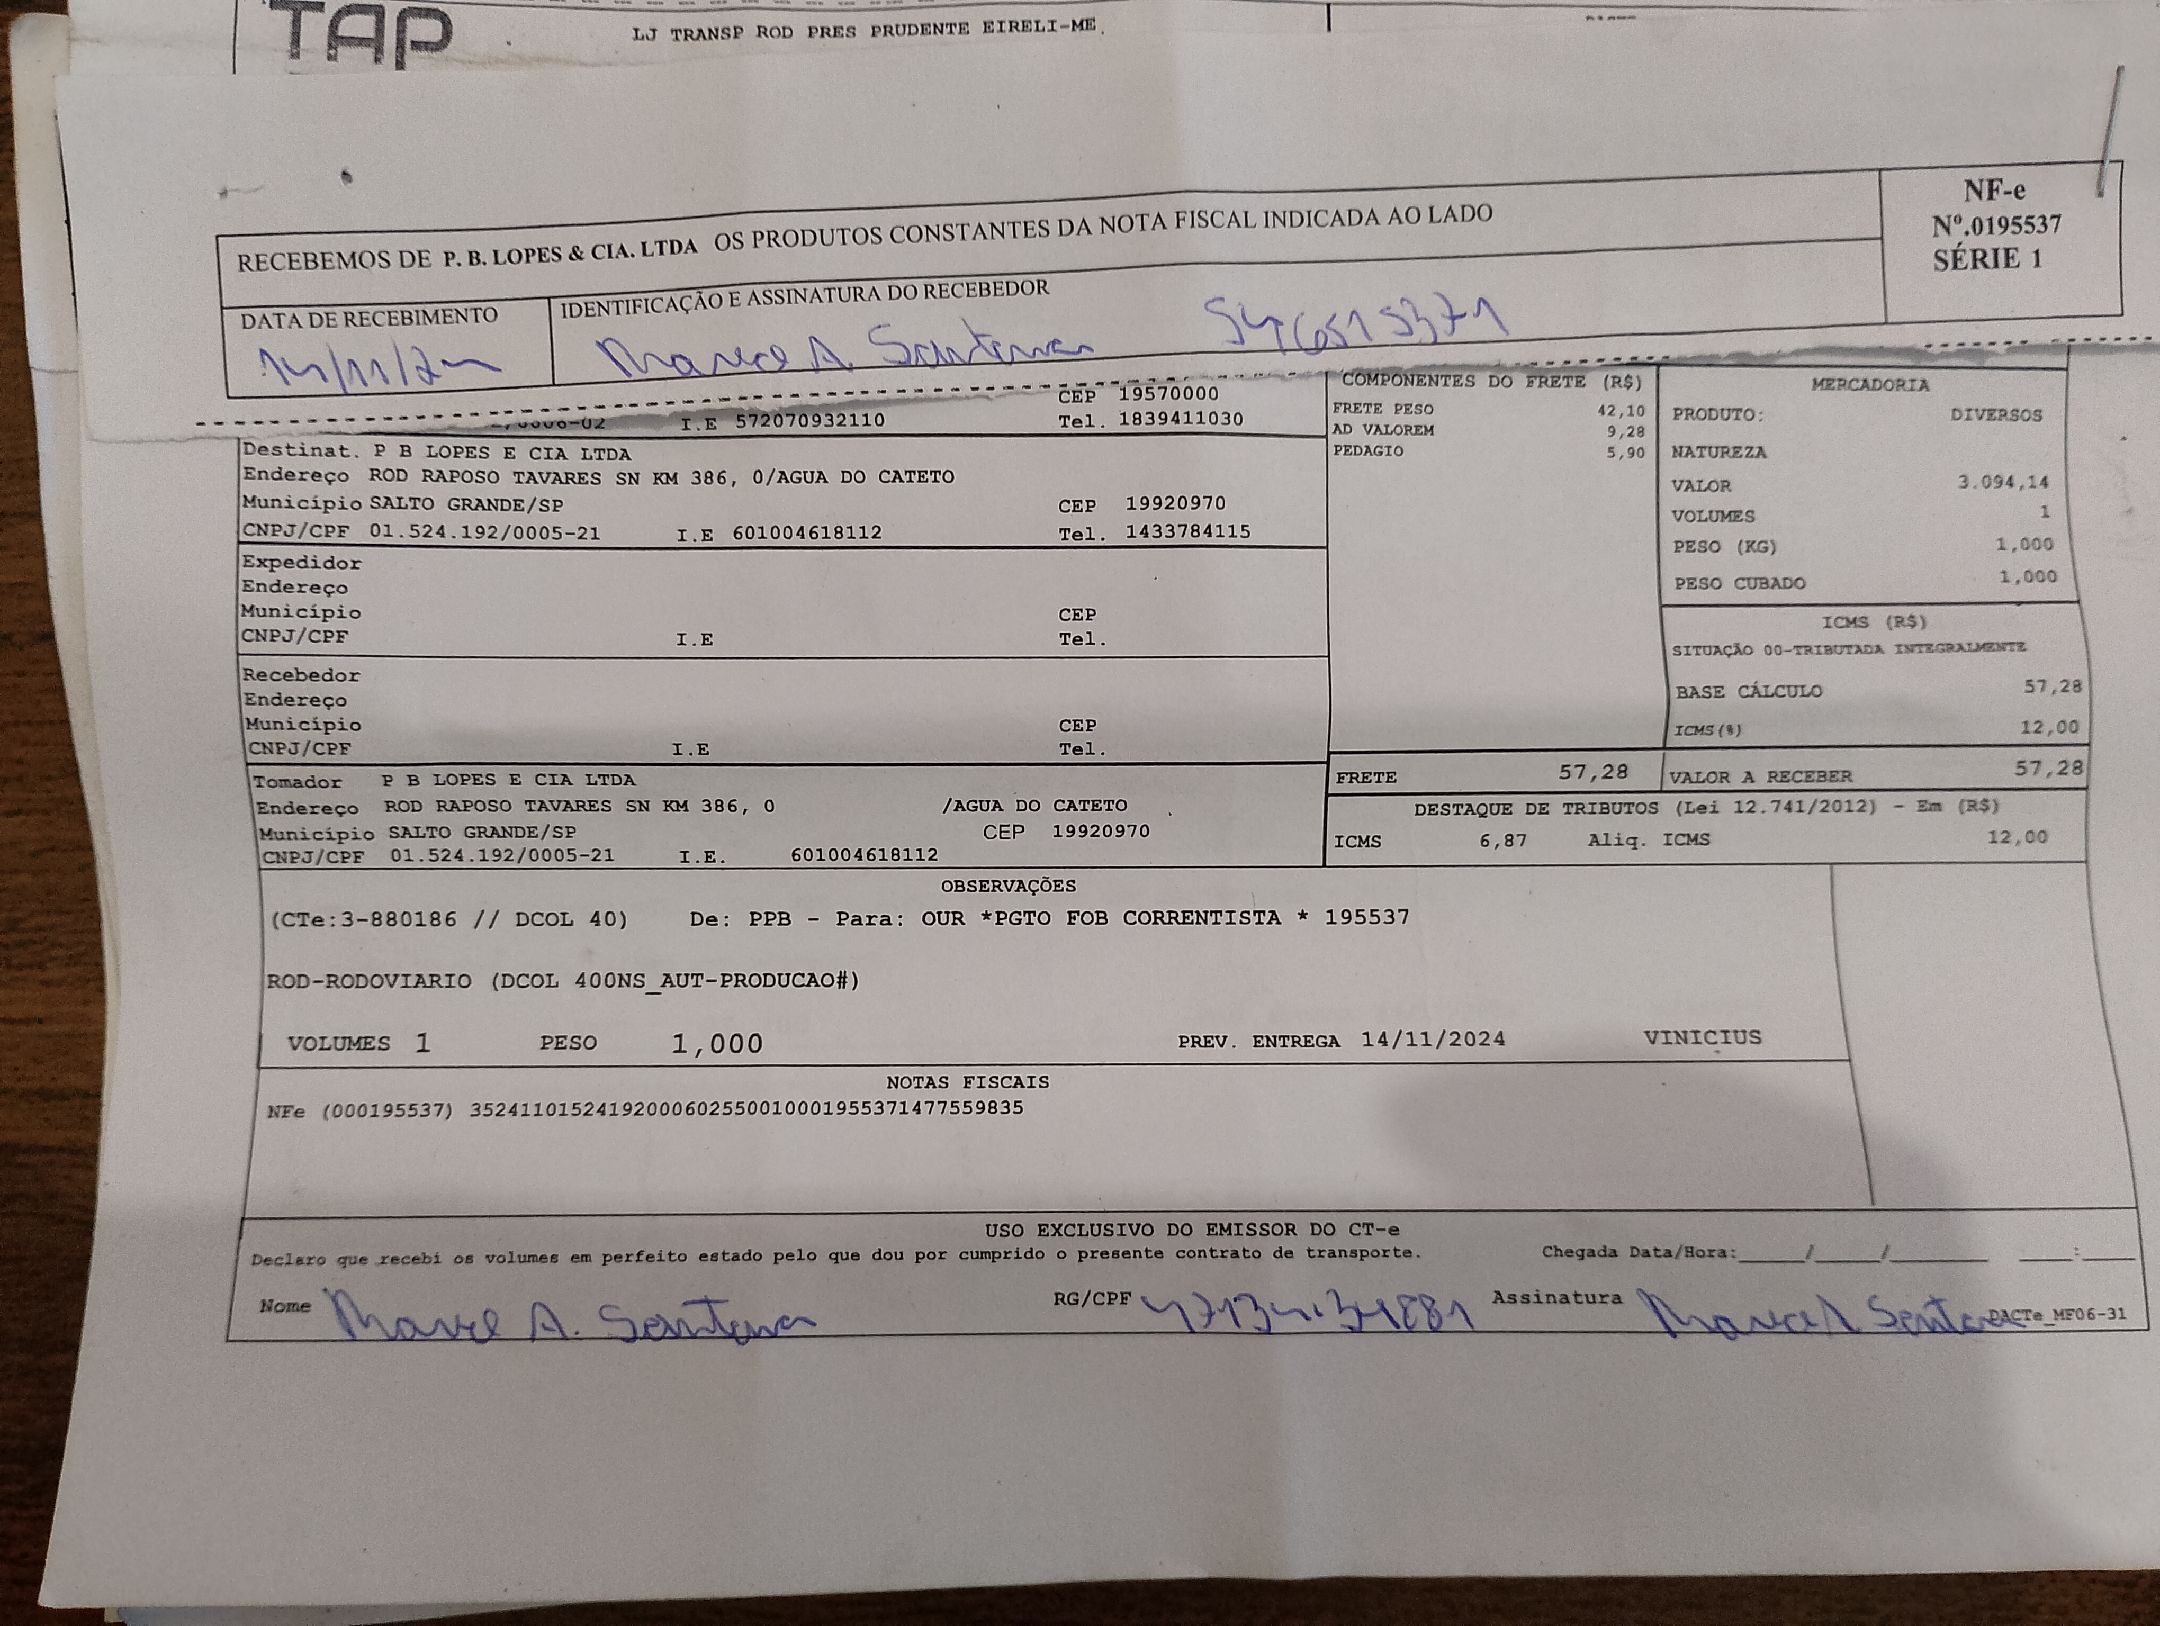 TAP
LJ TRANSP ROD PRES PRUDENTE EIRELI-ME
RECEBEMOS DE P. B. LOPES & CIA. LTDA OS PRODUTOS CONSTANTES DA NOTA FISCAL INDICADA AO LADO
NF-e
Nº.0195537
SÉRIE 1
DATA DE RECEBIMENTO
14/11/24
IDENTIFICAÇÃO E ASSINATURA DO RECEBEDOR
A. Santana
CEP 19570000
I.E 572070932110 Tel. 1839411030
Destinat. P B LOPES E CIA LTDA
Endereço ROD RAPOSO TAVARES SN KM 386, 0/AGUA DO CATETO
Município SALTO GRANDE/SP CEP 19920970
CNPJ/CPF 01.524.192/0005-21 I.E 601004618112 Tel. 1433784115
Expedidor
Endereço
Município CEP
CNPJ/CPF I.E Tel.
Recebedor
Endereço
Município CEP
CNPJ/CPF I.E Tel.
Tomador P B LOPES E CIA LTDA
Endereço ROD RAPOSO TAVARES SN KM 386, 0 /AGUA DO CATETO
Município SALTO GRANDE/SP CEP 19920970
CNPJ/CPF 01.524.192/0005-21 I.E. 601004618112
COMPONENTES DO FRETE (R$)
FRETE PESO 42,10
AD VALOREM 9,28
PEDAGIO 5,90
MERCADORIA
PRODUTO: DIVERSOS
NATUREZA
VALOR 3.094,14
VOLUMES 1
PESO (KG) 1,000
PESO CUBADO 1,000
ICMS (R$)
SITUAÇÃO 00-TRIBUTADA INTEGRALMENTE
BASE CÁLCULO 57,28
ICMS(%) 12,00
FRETE 57,28 VALOR A RECEBER 57,28
DESTAQUE DE TRIBUTOS (Lei 12.741/2012) - Em (R$)
ICMS 6,87 Aliq. ICMS 12,00
OBSERVAÇÕES
(CTe:3-880186 // DCOL 40) De: PPB - Para: OUR *PGTO FOB CORRENTISTA * 195537
ROD-RODOVIARIO (DCOL 400NS_AUT-PRODUCAO#)
VOLUMES 1 PESO 1,000 PREV. ENTREGA 14/11/2024 VINICIUS
NOTAS FISCAIS
NFe (000195537) 35241101524192000602550010001955371477559835
USO EXCLUSIVO DO EMISSOR DO CT-e
Declaro que recebi os volumes em perfeito estado pelo que dou por cumprido o presente contrato de transporte. Chegada Data/Hora:_____/_____/_______ ____:____
Nome A. Santana RG/CPF Assinatura Santana DACTe_MF06-31